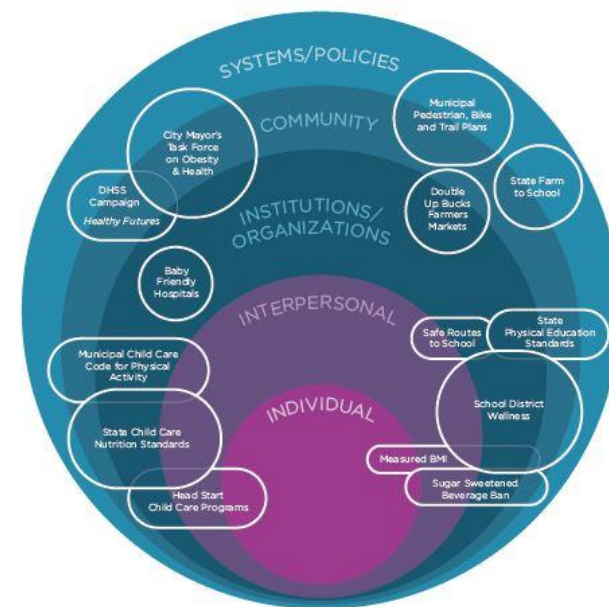 SYSTEMS/POLICIES
COMMUNITY
INSTITUTIONS/
ORGANIZATIONS
INTERPERSONAL
INDIVIDUAL
City Mayor's
Task Force
on Obesity
& Health
DHSS
Campaign
Healthy Futures
Baby
Friendly
Hospitals
Municipal Child Care
Code for Physical
Activity
State Child Care
Nutrition Standards
Head Start
Child Care Programs
Municipal
Pedestrian, Bike
and Trail Plans
State Farm
to School
Double
Up Bucks
Farmers
Markets
Safe Routes
to School
State
Physical Education
Standards
School District
Wellness
Measured BMI
Sugar Sweetened
Beverage Ban